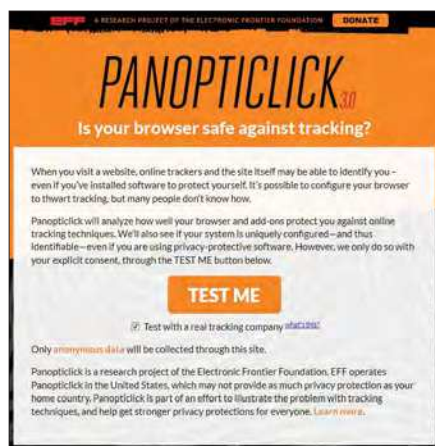 EFF A RESEARCH PROJECT OF THE ELECTRONIC FRONTIER FOUNDATION DONATE
PANOPTICLICK 3.0
Is your browser safe against tracking?
When you visit a website, online trackers and the site itself may be able to identify you –
even if you've installed software to protect yourself. It's possible to configure your browser
to thwart tracking, but many people don't know how.
Panopticlick will analyze how well your browser and add-ons protect you against online
tracking techniques. We'll also see if your system is uniquely configured—and thus
identifiable—even if you are using privacy-protective software. However, we only do so with
your explicit consent, through the TEST ME button below.
TEST ME
Test with a real tracking company what's this?
Only anonymous data will be collected through this site.
Panopticlick is a research project of the Electronic Frontier Foundation. EFF operates
Panopticlick in the United States, which may not provide as much privacy protection as your
home country. Panopticlick is part of an effort to illustrate the problem with tracking
techniques, and help get stronger privacy protections for everyone. Learn more.